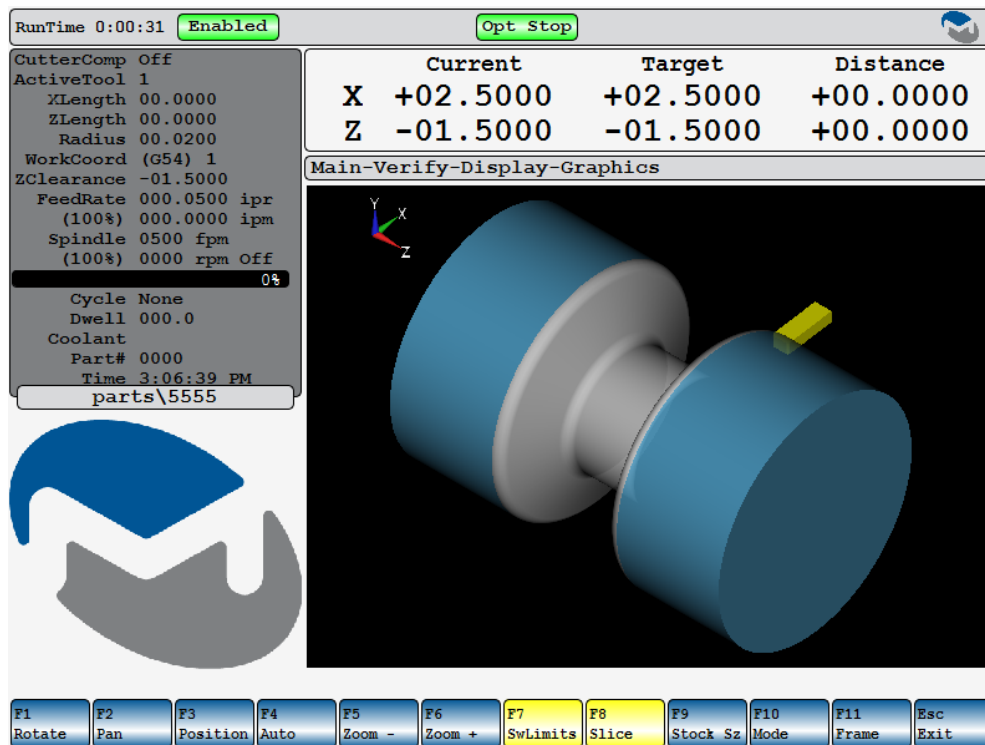 RunTime 0:00:31 Enabled Opt Stop
CutterComp Off
ActiveTool 1
XLength 00.0000
ZLength 00.0000
Radius 00.0200
WorkCoord (G54) 1
ZClearance -01.5000
FeedRate 000.0500 ipr
(100%) 000.0000 ipm
Spindle 0500 fpm
(100%) 0000 rpm Off
0%
Cycle None
Dwell 000.0
Coolant
Part# 0000
Time 3:06:39 PM
parts\5555
Current Target Distance
X +02.5000 +02.5000 +00.0000
Z -01.5000 -01.5000 +00.0000
Main-Verify-Display-Graphics
Y
X
Z
F1 F2 F3 F4 F5 F6 F7 F8 F9 F10 F11 Esc
Rotate Pan Position Auto Zoom - Zoom + SwLimits Slice Stock Sz Mode Frame Exit